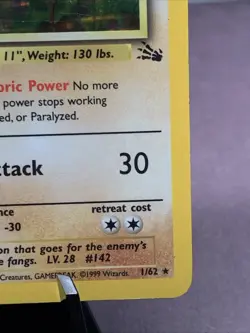 11", Weight: 130 lbs.
oric Power No more
power stops working
ed, or Paralyzed.
ttack 30
nce retreat cost
-30
on that goes for the enemy's
e fangs. LV. 28 #142
Creatures, GAMEFREAK. ©1999 Wizards. 1/62 ★